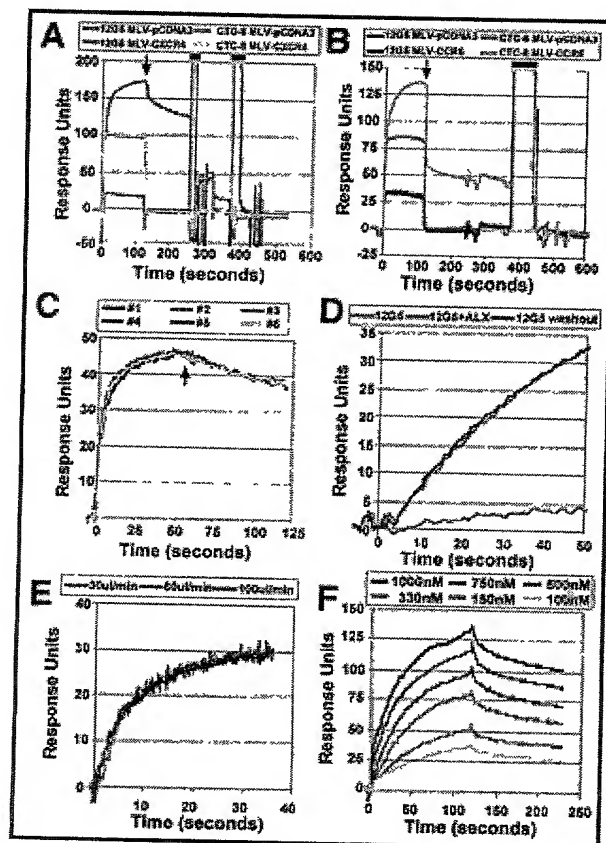 A
12G5 MLV-pCDNA3 CTC-8 MLV-pCDNA3
12G5 MLV-CXCR4 CTC-8 MLV-CXCR4
Response Units
200
150
100
50
0
-50
0 100 200 300 400 500 600
Time (seconds)
B
12G5 MLV-pCDNA3 CTC-8 MLV-pCDNA3
12G5 MLV-CCR5 CTC-8 MLV-CCR5
Response Units
150
125
100
75
50
25
0
-25
0 100 200 300 400 500 600
Time (seconds)
C
#1 #2 #3
#4 #5 #6
Response Units
50
40
30
20
10
0 25 50 75 100 125
Time (seconds)
D
12G5 12G5+ALX 12G5 washout
Response Units
35
30
25
20
15
10
5
0 10 20 30 40 50
Time (seconds)
E
30ul/min 100ul/min
Response Units
40
30
20
10
0
10 20 30 40
Time (seconds)
F
1000nM 750nM 500nM
330nM 150nM 100nM
Response Units
150
125
100
75
50
25
0
0 50 100 150 200 250
Time (seconds)